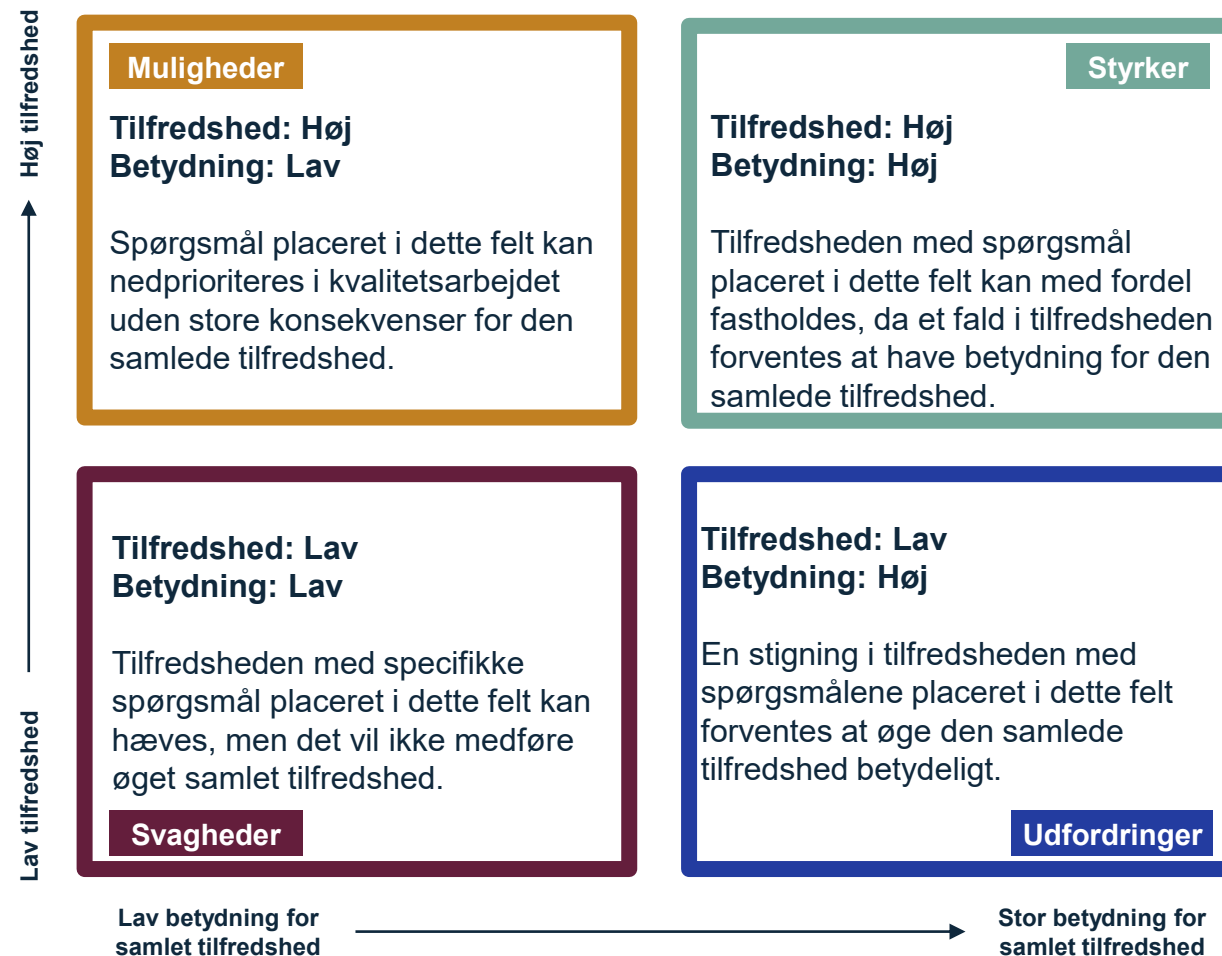 Høj tilfredshed
Muligheder
Tilfredshed: Høj
Betydning: Lav
Spørgsmål placeret i dette felt kan
nedprioriteres i kvalitetsarbejdet
uden store konsekvenser for den
samlede tilfredshed.
Styrker
Tilfredshed: Høj
Betydning: Høj
Tilfredsheden med spørgsmål
placeret i dette felt kan med fordel
fastholdes, da et fald i tilfredsheden
forventes at have betydning for den
samlede tilfredshed.
Lav tilfredshed
Tilfredshed: Lav
Betydning: Lav
Tilfredsheden med specifikke
spørgsmål placeret i dette felt kan
hæves, men det vil ikke medføre
øget samlet tilfredshed.
Svagheder
Tilfredshed: Lav
Betydning: Høj
En stigning i tilfredsheden med
spørgsmålene placeret i dette felt
forventes at øge den samlede
tilfredshed betydeligt.
Udfordringer
Lav betydning for
samlet tilfredshed
Stor betydning for
samlet tilfredshed